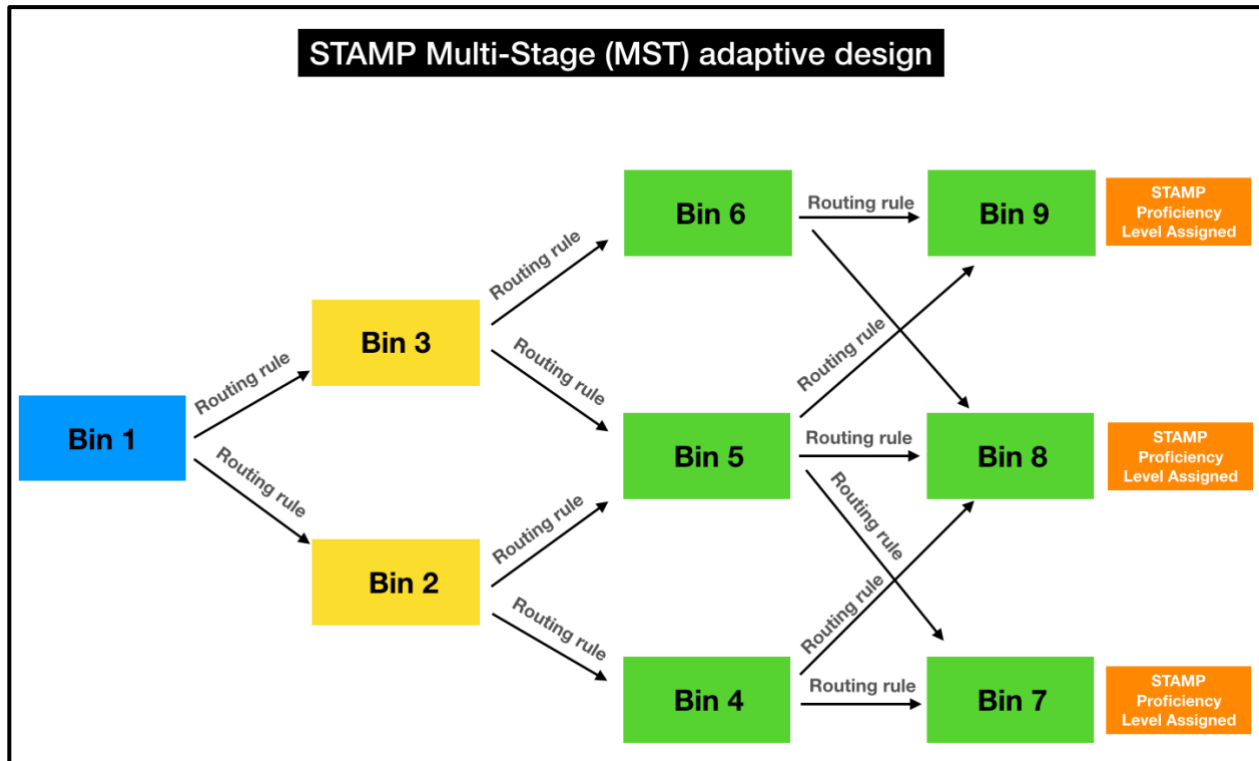 STAMP Multi-Stage (MST) adaptive design
Bin 6
Routing rule
Bin 9
STAMP
Proficiency
Level Assigned
Routing rule
Bin 3
Routing rule
Routing rule
Routing rule
Bin 1
Bin 5
Routing rule
Bin 8
STAMP
Proficiency
Level Assigned
Routing rule
Routing rule
Routing rule
Bin 2
Routing rule
Routing rule
Bin 4
Routing rule
Bin 7
STAMP
Proficiency
Level Assigned